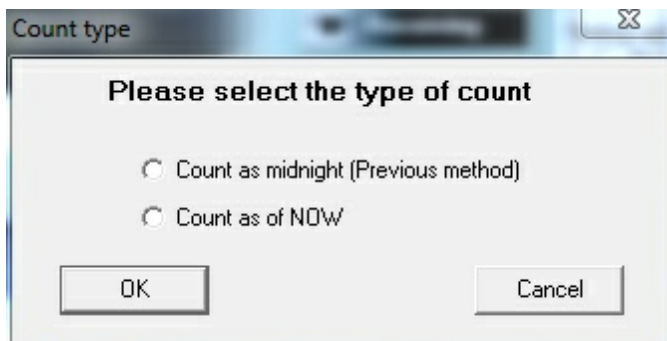 Count type
Please select the type of count
Count as midnight (Previous method)
Count as of NOW
OK
Cancel